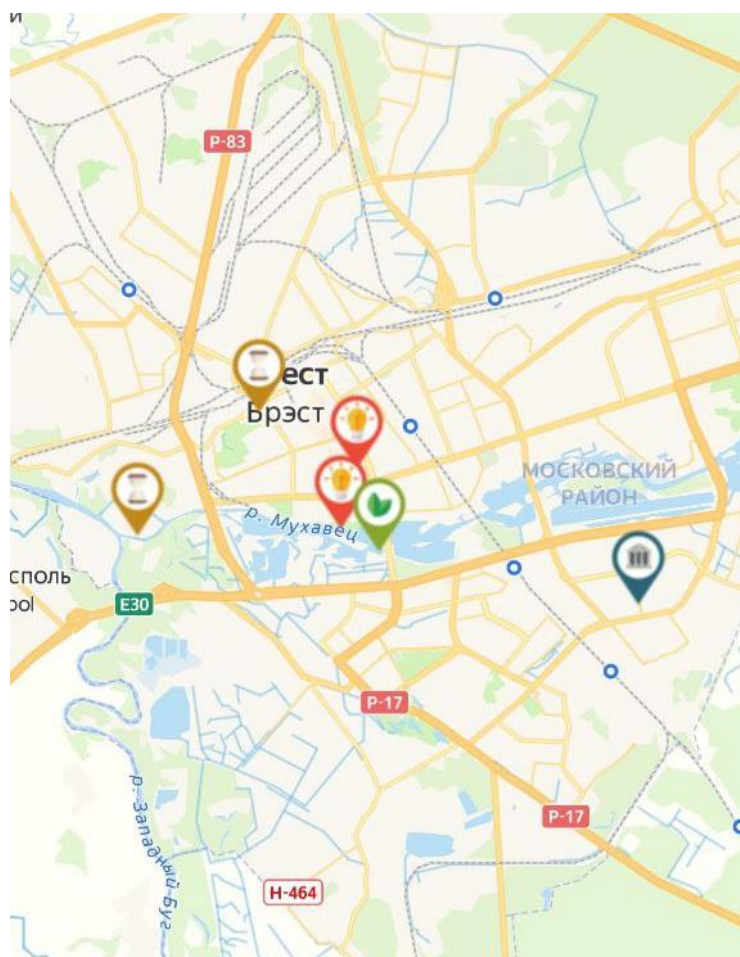 й
Р-83
ест
Брэст
МОСКОВСКИЙ
РАЙОН
р. Мухавец
споль
pol
E30
Р-17
Р-17
р. Западный Буг
Н-464